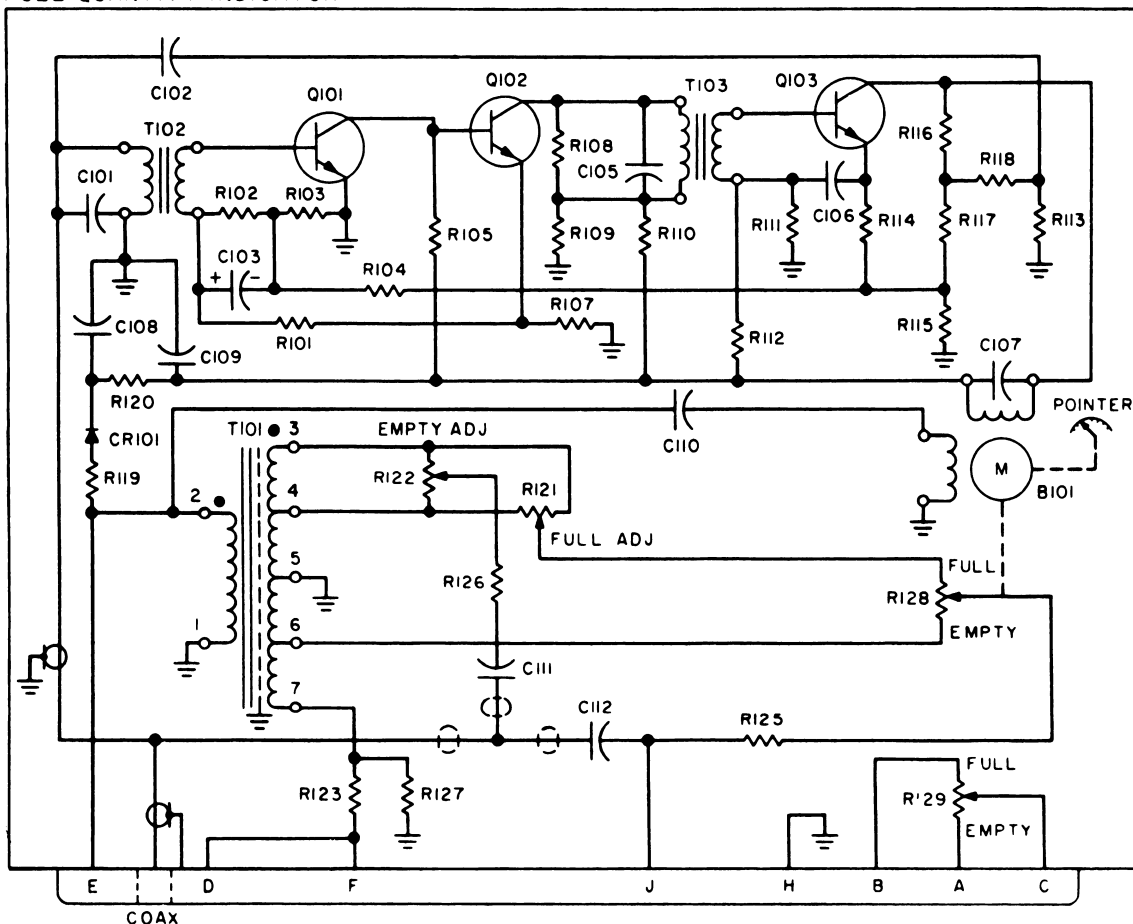 C102
Q101
Q102
T103
Q103
T102
C101
R102
R103
R108
C105
R116
R118
R105
R109
R110
R111
C106
R114
R117
R113
C103
+ -
R104
R107
C108
R101
C109
R112
R115
C107
R120
C110
POINTER
CR101
T101
3
EMPTY ADJ
R119
R122
R121
M
B101
2
4
FULL ADJ
5
R126
FULL
R128
1
6
EMPTY
C111
7
C112
R125
FULL
R123
R127
R'29
EMPTY
E D F J H B A C
COAX